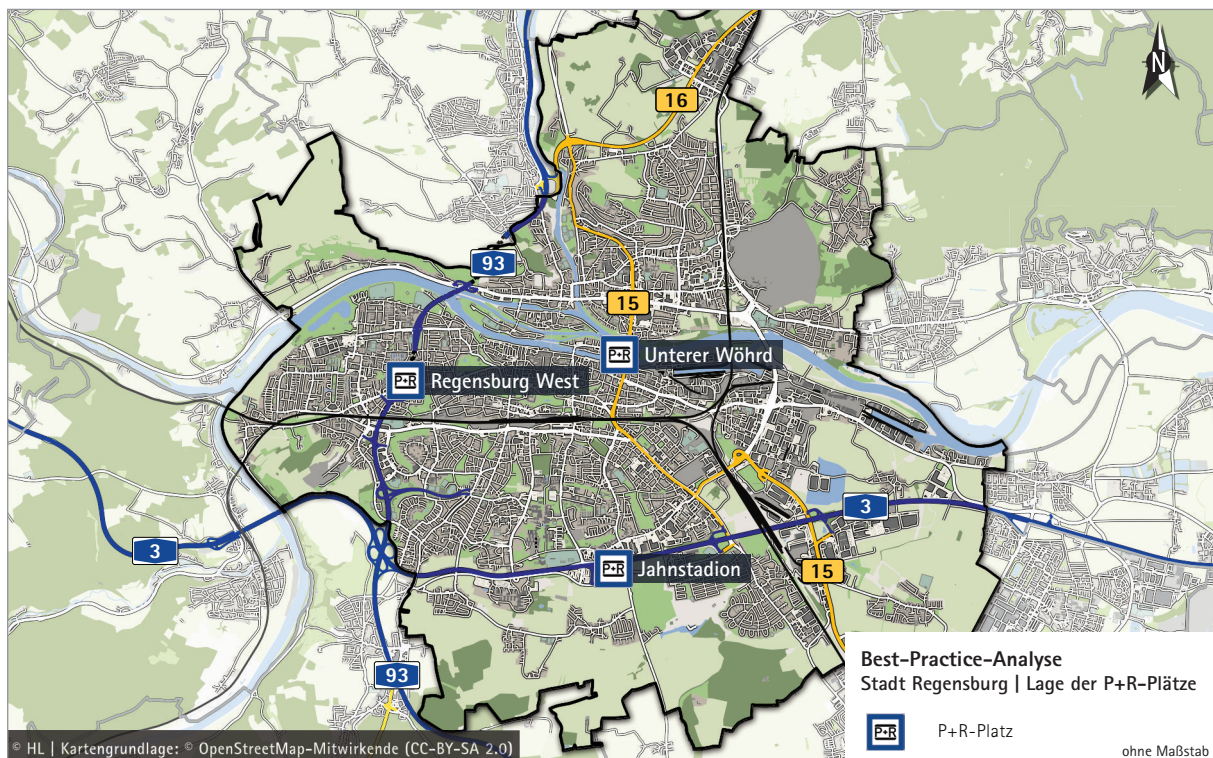 N
16
93
15
P+R
Unterer Wöhrd
P+R
Regensburg West
3
3
15
P+R
Jahnstadion
93
Best-Practice-Analyse
Stadt Regensburg | Lage der P+R-Plätze
P+R
P+R-Platz
ohne Maßstab
© HL | Kartengrundlage: © OpenStreetMap-Mitwirkende (CC-BY-SA 2.0)